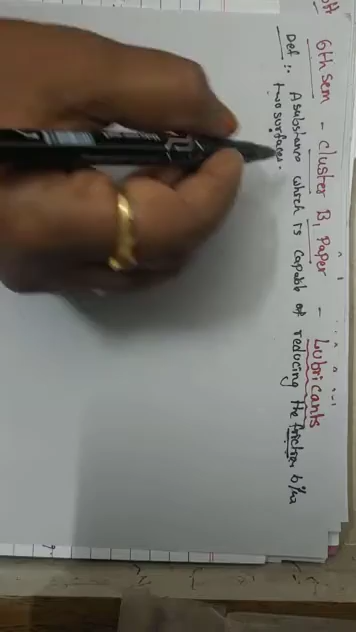 6th sem - cluster B, Paper - Lubricants
Def :- A substance which is capable of reducing the friction b/w
two surfaces.